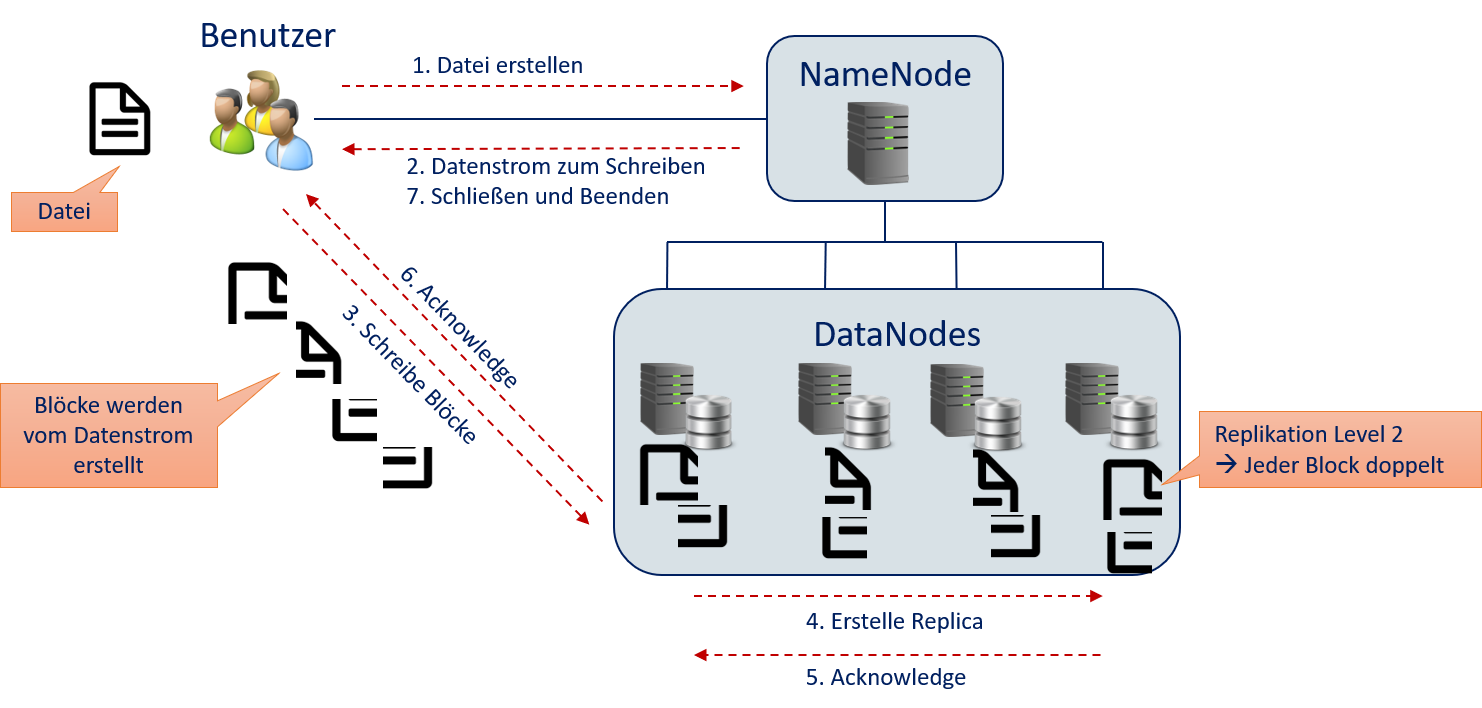 Benutzer
1. Datei erstellen
NameNode
2. Datenstrom zum Schreiben
7. Schließen und Beenden
Datei
6. Acknowledge
3. Schreibe Blöcke
DataNodes
Blöcke werden
vom Datenstrom
erstellt
Replikation Level 2
→ Jeder Block doppelt
4. Erstelle Replica
5. Acknowledge